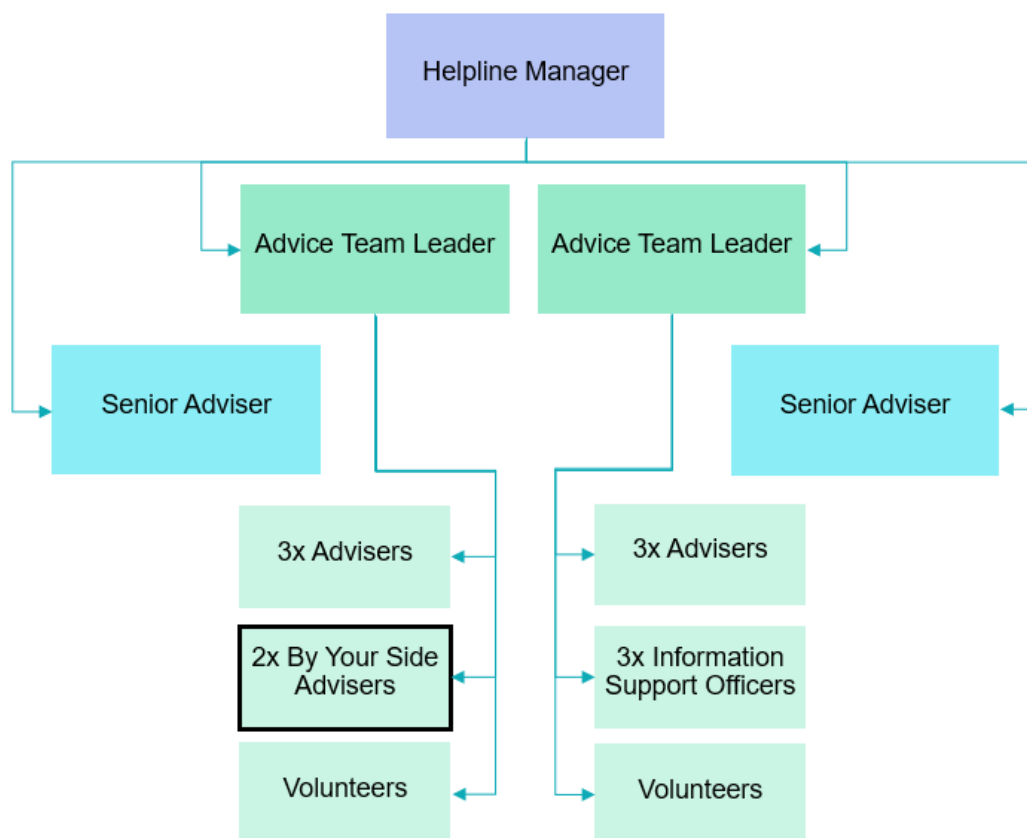 Helpline Manager
Advice Team Leader
Advice Team Leader
Senior Adviser
Senior Adviser
3x Advisers
3x Advisers
2x By Your Side
Advisers
3x Information
Support Officers
Volunteers
Volunteers